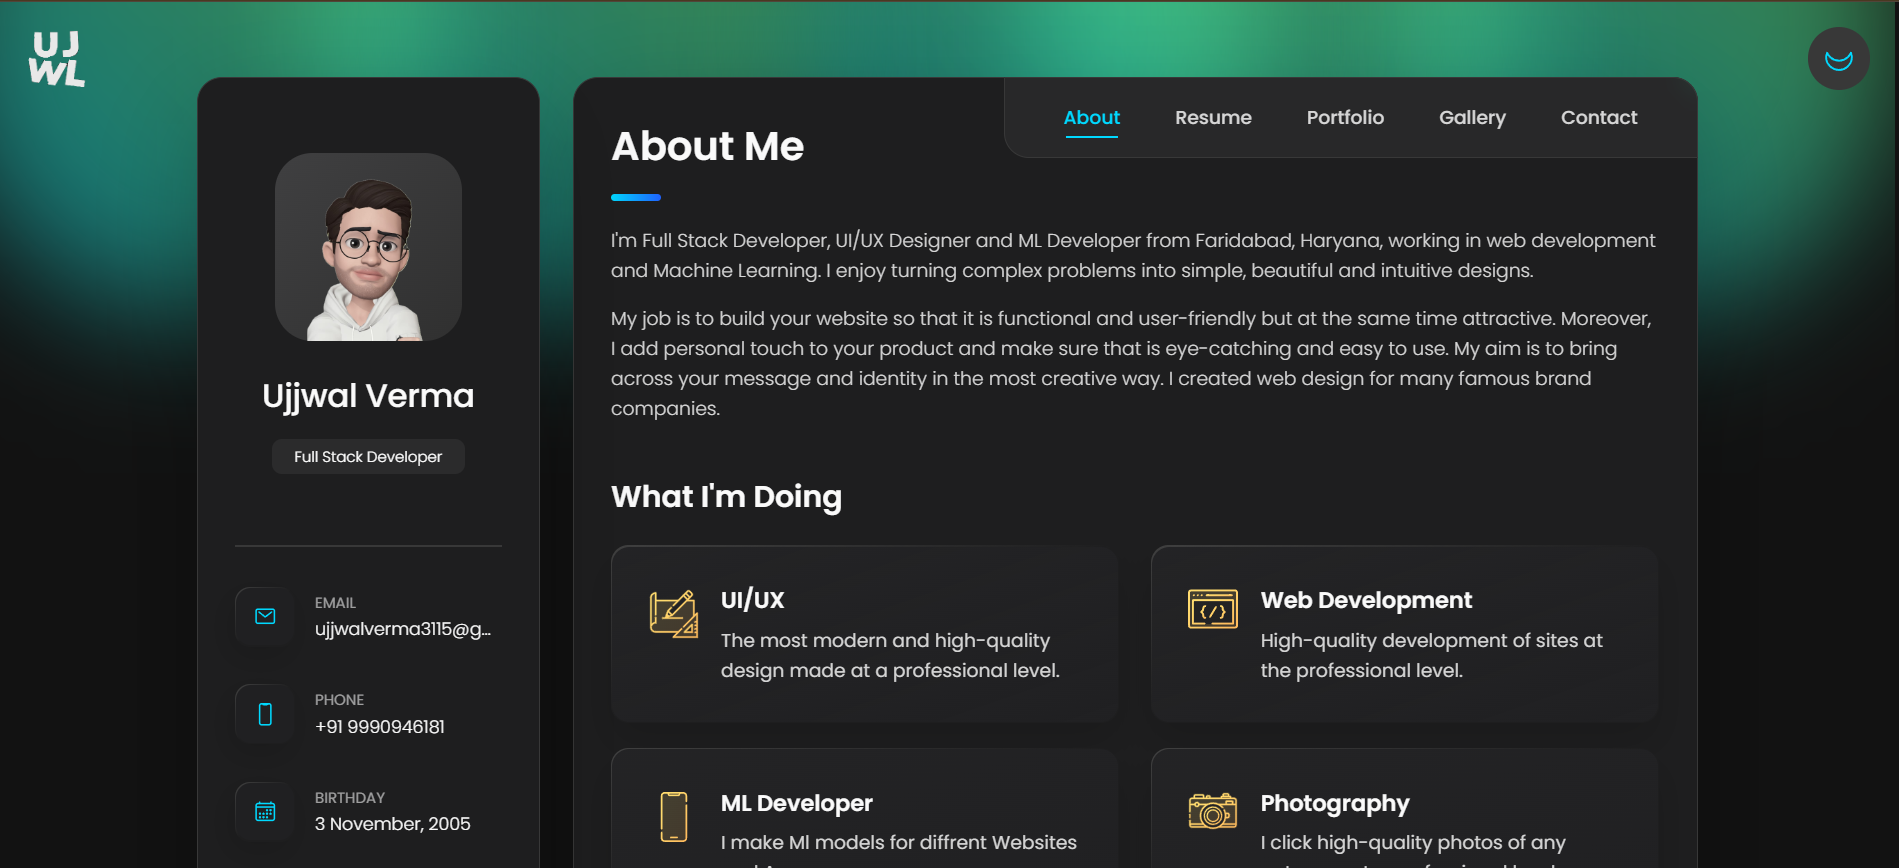 UJ
WL
About
Resume
Portfolio
Gallery
Contact
Ujjwal Verma
Full Stack Developer
EMAIL
ujjwalverma3115@g...
PHONE
+91 9990946181
BIRTHDAY
3 November, 2005
About Me
I'm Full Stack Developer, UI/UX Designer and ML Developer from Faridabad, Haryana, working in web development
and Machine Learning. I enjoy turning complex problems into simple, beautiful and intuitive designs.
My job is to build your website so that it is functional and user-friendly but at the same time attractive. Moreover,
I add personal touch to your product and make sure that is eye-catching and easy to use. My aim is to bring
across your message and identity in the most creative way. I created web design for many famous brand
companies.
What I'm Doing
UI/UX
The most modern and high-quality
design made at a professional level.
Web Development
High-quality development of sites at
the professional level.
ML Developer
I make Ml models for diffrent Websites
Photography
I click high-quality photos of any